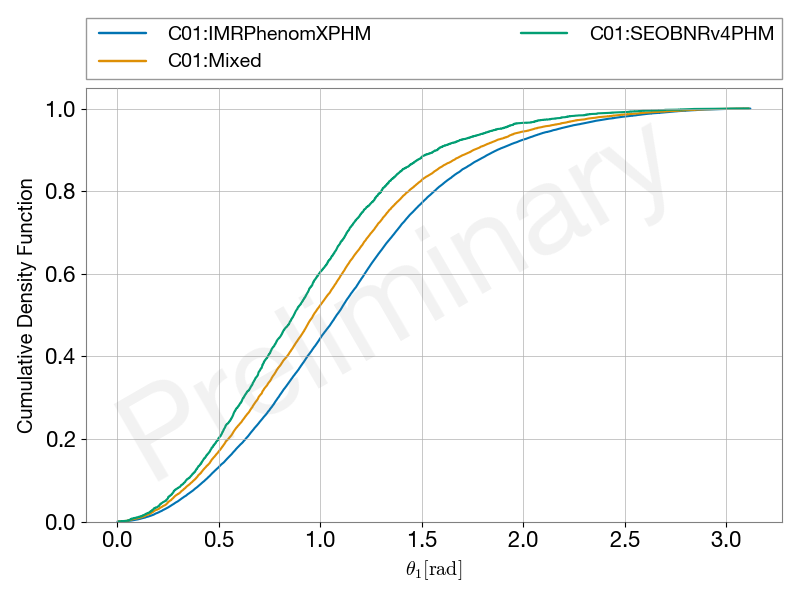 C01:IMRPhenomXPHM
C01:Mixed
C01:SEOBNRv4PHM
Cumulative Density Function
1.0
0.8
0.6
0.4
0.2
0.0
Preliminary
0.0 0.5 1.0 1.5 2.0 2.5 3.0
θ₁[rad]